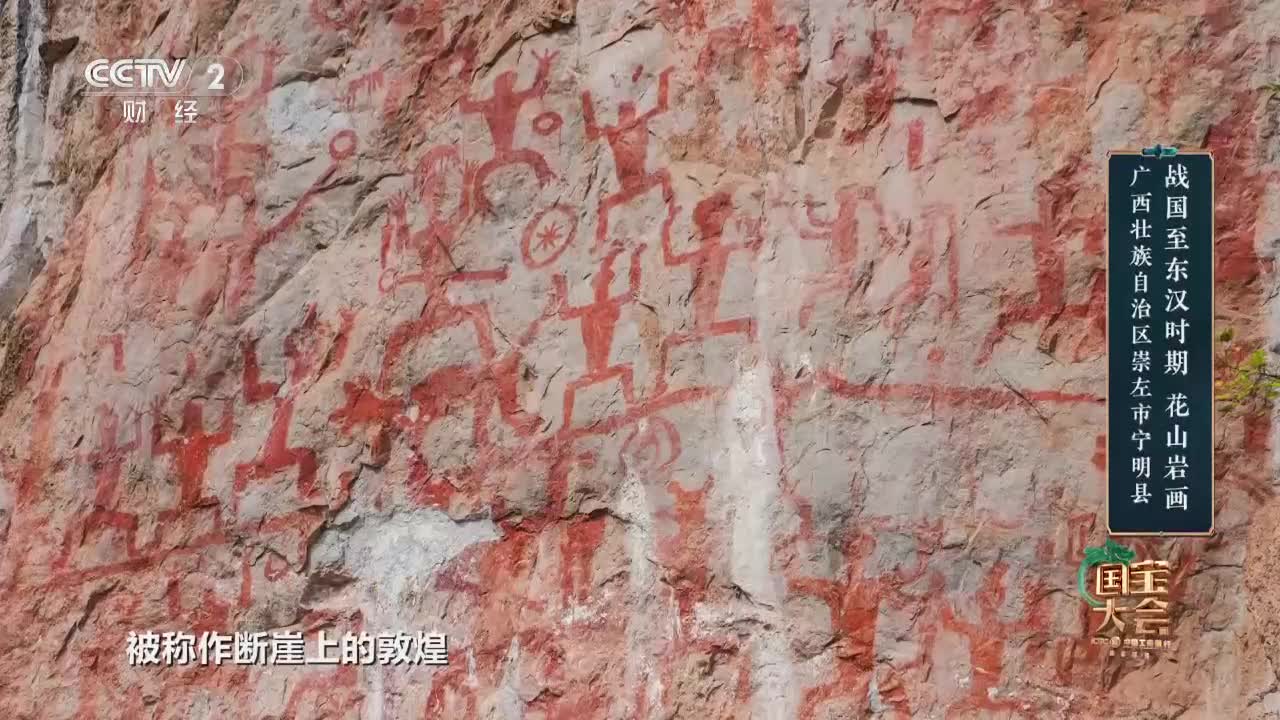 CCTV 2
财经
战国至东汉时期 花山岩画
广西壮族自治区崇左市宁明县
国宝
大会
被称作断崖上的敦煌